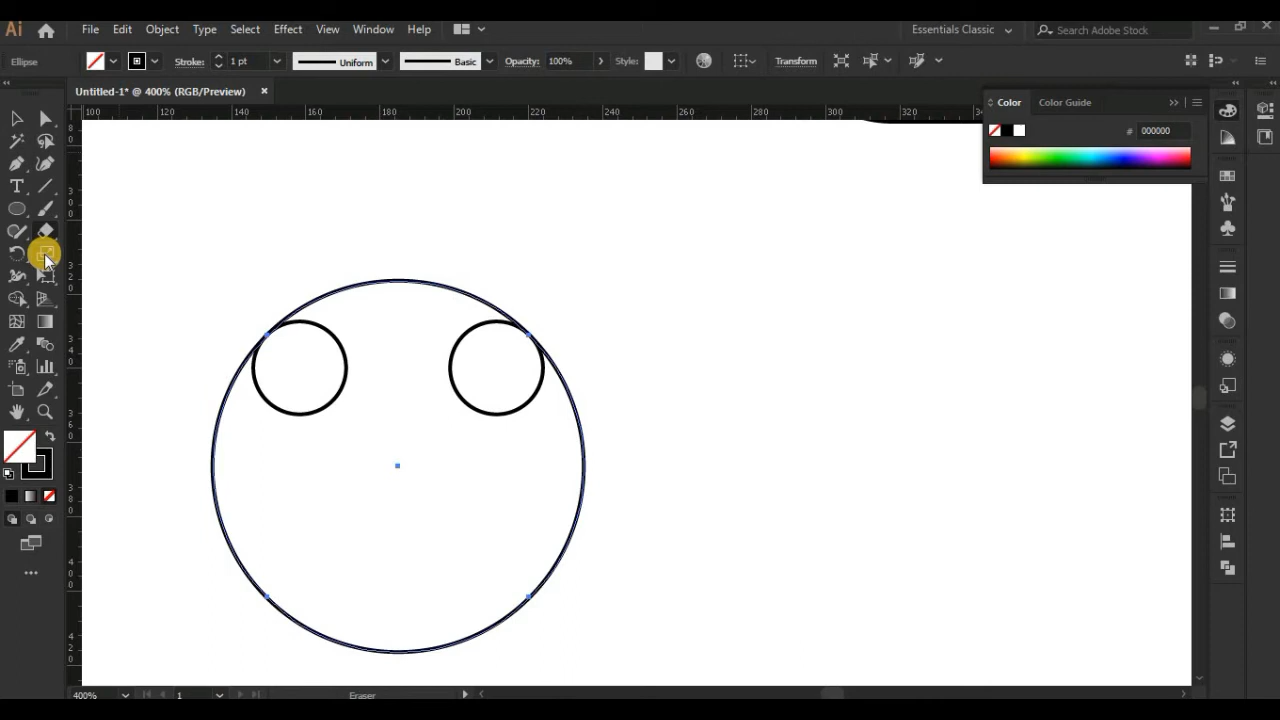 Ai File Edit Object Type Select Effect View Window Help Essentials Classic Search Adobe Stock
Ellipse Stroke: 1 pt Uniform Basic Opacity: 100% Style: Transform
Untitled-1* @ 400% (RGB/Preview)
100 120 140 160 180 200 220 240 260 280 300 320
Color Color Guide
# 000000
400% 1 Eraser